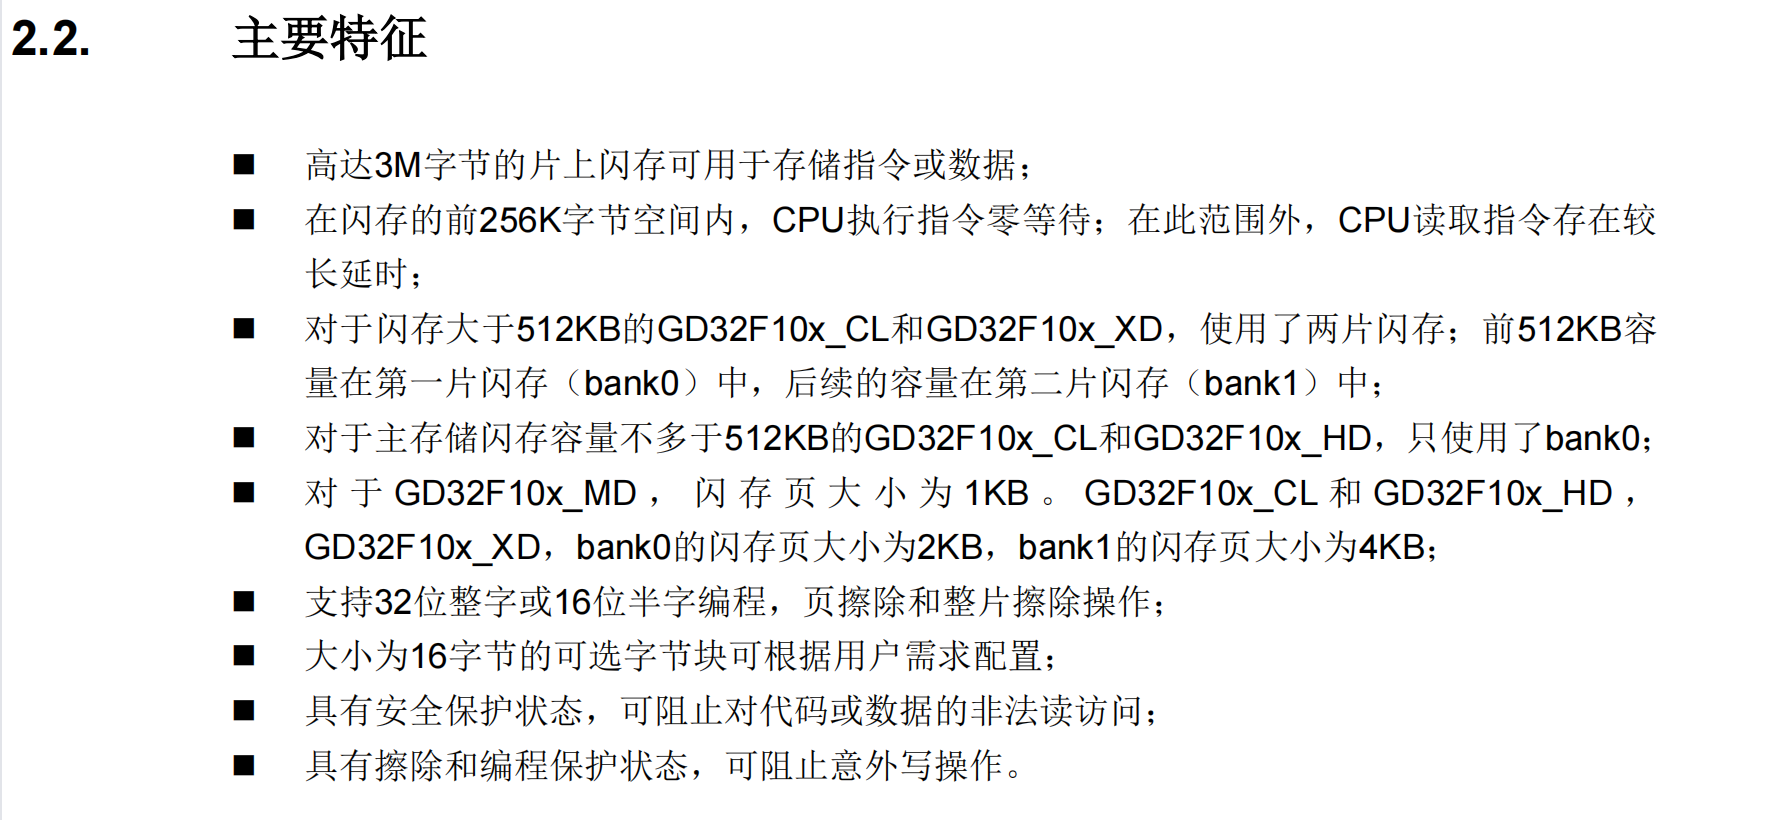 2.2. 主要特征
■ 高达3M字节的片上闪存可用于存储指令或数据；
■ 在闪存的前256K字节空间内，CPU执行指令零等待；在此范围外，CPU读取指令存在较
长延时；
■ 对于闪存大于512KB的GD32F10x_CL和GD32F10x_XD，使用了两片闪存；前512KB容
量在第一片闪存（bank0）中，后续的容量在第二片闪存（bank1）中；
■ 对于主存储闪存容量不多于512KB的GD32F10x_CL和GD32F10x_HD，只使用了bank0；
■ 对于GD32F10x_MD，闪存页大小为1KB。GD32F10x_CL和GD32F10x_HD，
GD32F10x_XD，bank0的闪存页大小为2KB，bank1的闪存页大小为4KB；
■ 支持32位整字或16位半字编程，页擦除和整片擦除操作；
■ 大小为16字节的可选字节块可根据用户需求配置；
■ 具有安全保护状态，可阻止对代码或数据的非法读访问；
■ 具有擦除和编程保护状态，可阻止意外写操作。